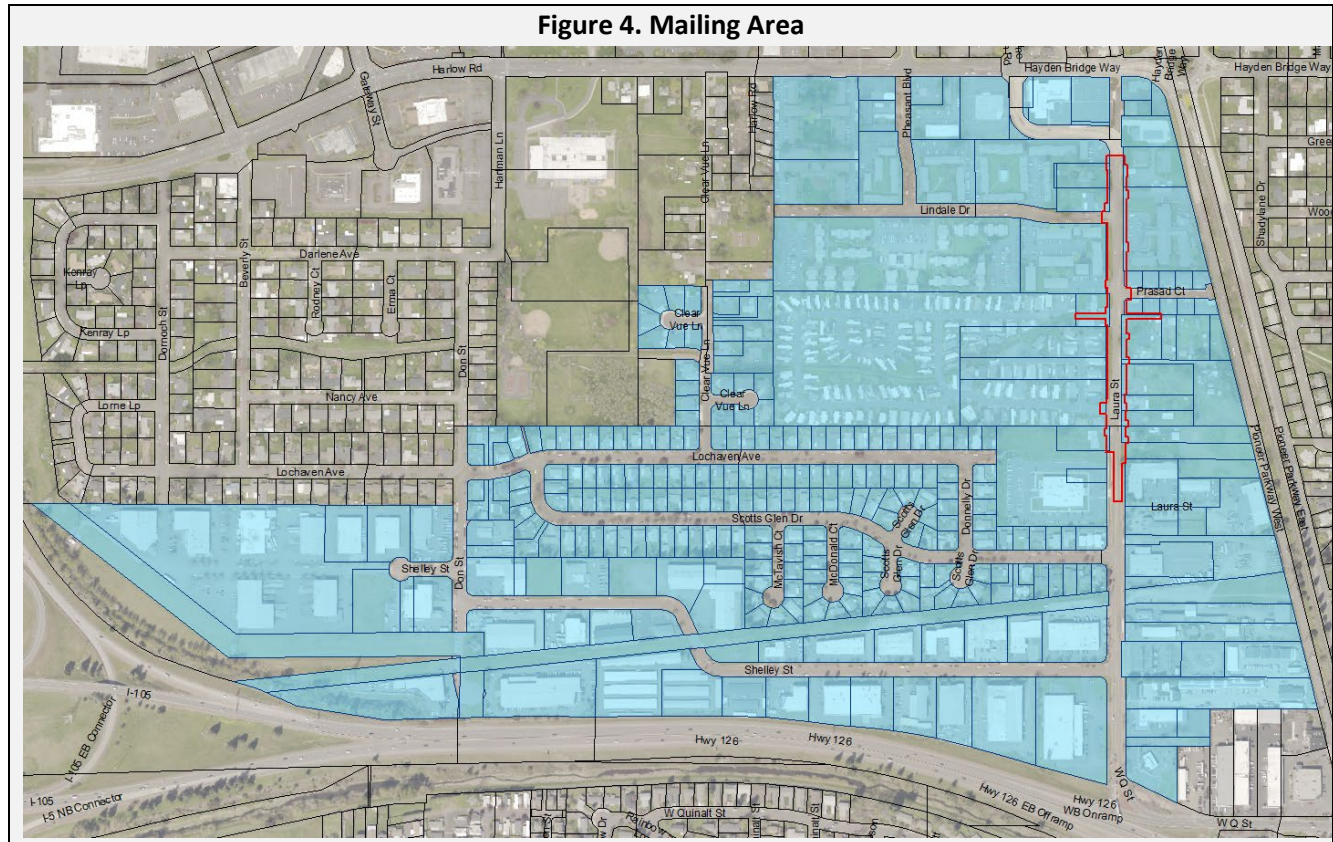 Figure 4. Mailing Area
Harlow Rd
Gateway St
Hayden Bridge Way
Hayden Bridge Way
Hayden Bridge Way
Harlow Rd
Pheasant Blvd
Hartman Ln
Clear Vue Ln
Shadylane Dr
Lindale Dr
Darlene Ave
Beverly St
Rodney Ct
Erma Ct
Kenray Lp
Kenray Lp
Dornoch St
Prasad Ct
Clear Vue Ln
Clear Vue Ln
Clear Vue Ln
Don St
Nancy Ave
Lorne Lp
Laura St
Pioneer Parkway West
Pioneer Parkway East
Lochaven Ave
Lochaven Ave
Scotts Glen Dr
Scotts Glen Dr
Donnelly Dr
Laura St
McTavish Ct
McDonald Ct
Scotts Glen Dr
Scotts Glen Dr
Shelley St
Don St
Shelley St
I-105
I-105 EB Connector
Hwy 126
Hwy 126
I-105
I-5 NB Connector
W Quinalt St
Hwy 126 EB Offramp
Hwy 126 WB Onramp
W Q St
W Q St